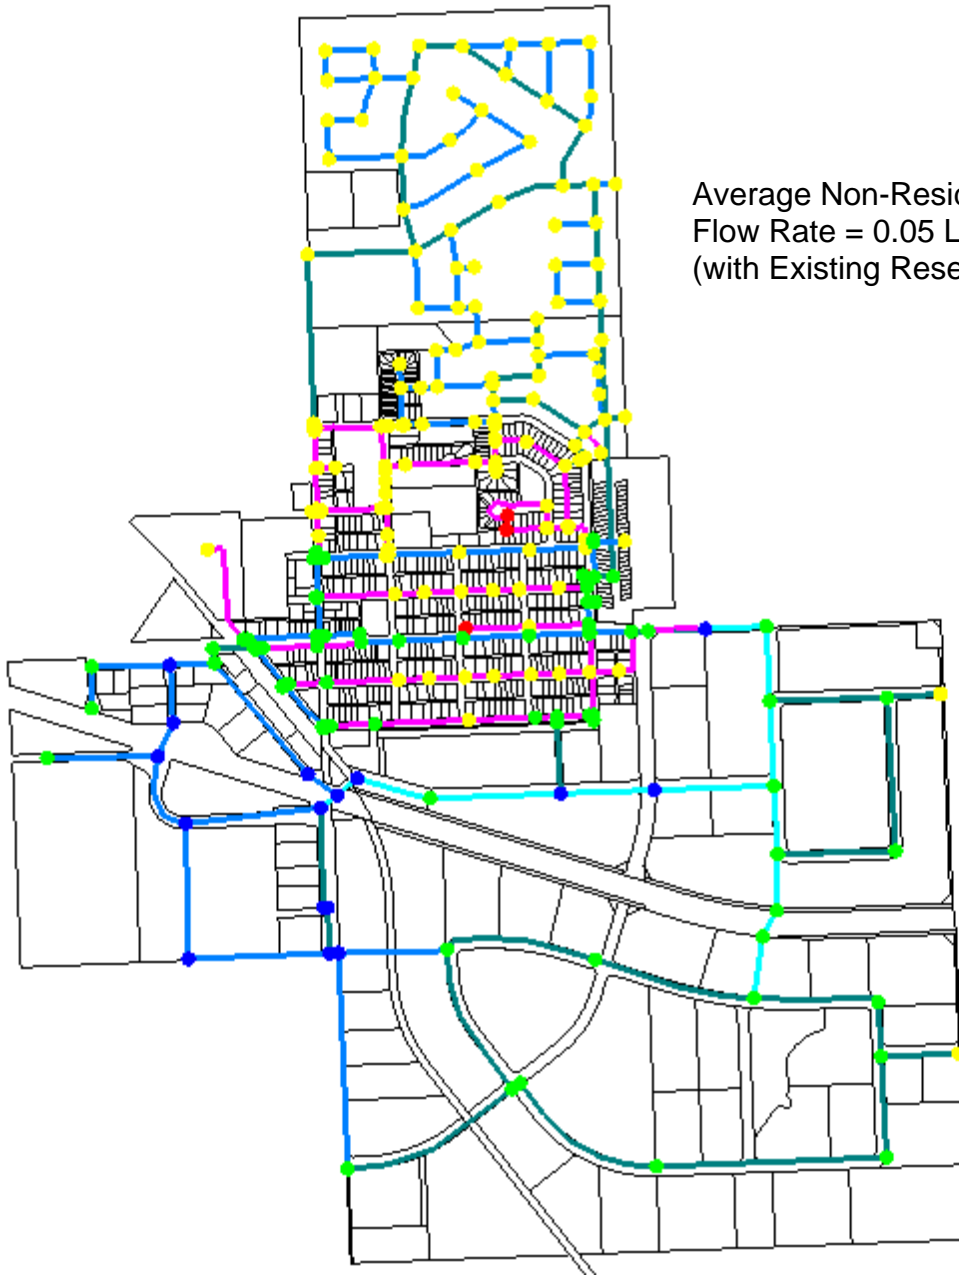 Average Non-Resid
Flow Rate = 0.05 L
(with Existing Rese